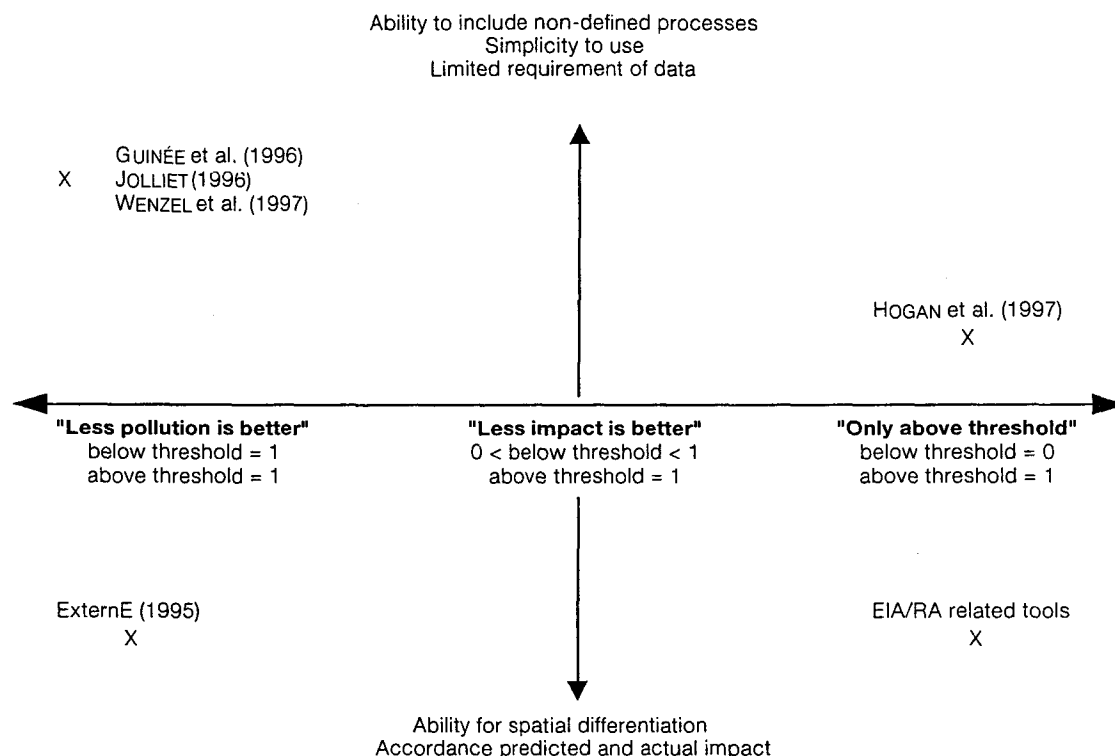 Ability to include non-defined processes
Simplicity to use
Limited requirement of data
GUINÉE et al. (1996)
X JOLLIET (1996)
WENZEL et al. (1997)
HOGAN et al. (1997)
X
"Less pollution is better"
below threshold = 1
above threshold = 1
"Less impact is better"
0 < below threshold < 1
above threshold = 1
"Only above threshold"
below threshold = 0
above threshold = 1
ExternE (1995)
X
EIA/RA related tools
X
Ability for spatial differentiation
Accordance predicted and actual impact